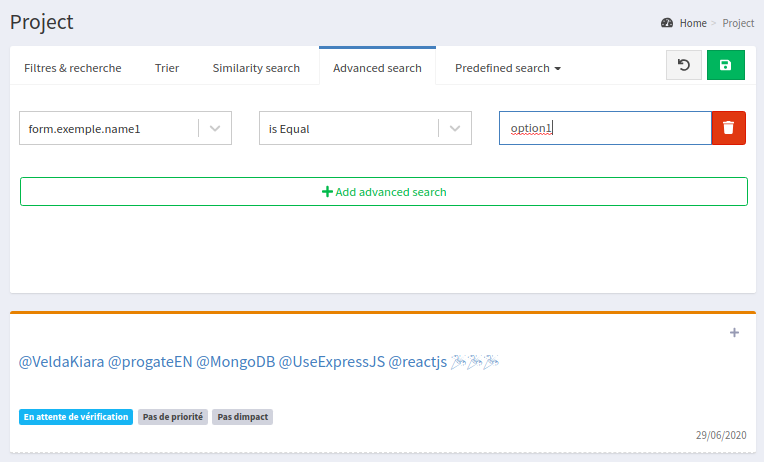 Project
Home > Project
Filtres & recherche Trier Similarity search Advanced search Predefined search
form.exemple.name1 is Equal option1
Add advanced search
@VeldaKiara @progateEN @MongoDB @UseExpressJS @reactjs
En attente de vérification Pas de priorité Pas dimpact
29/06/2020